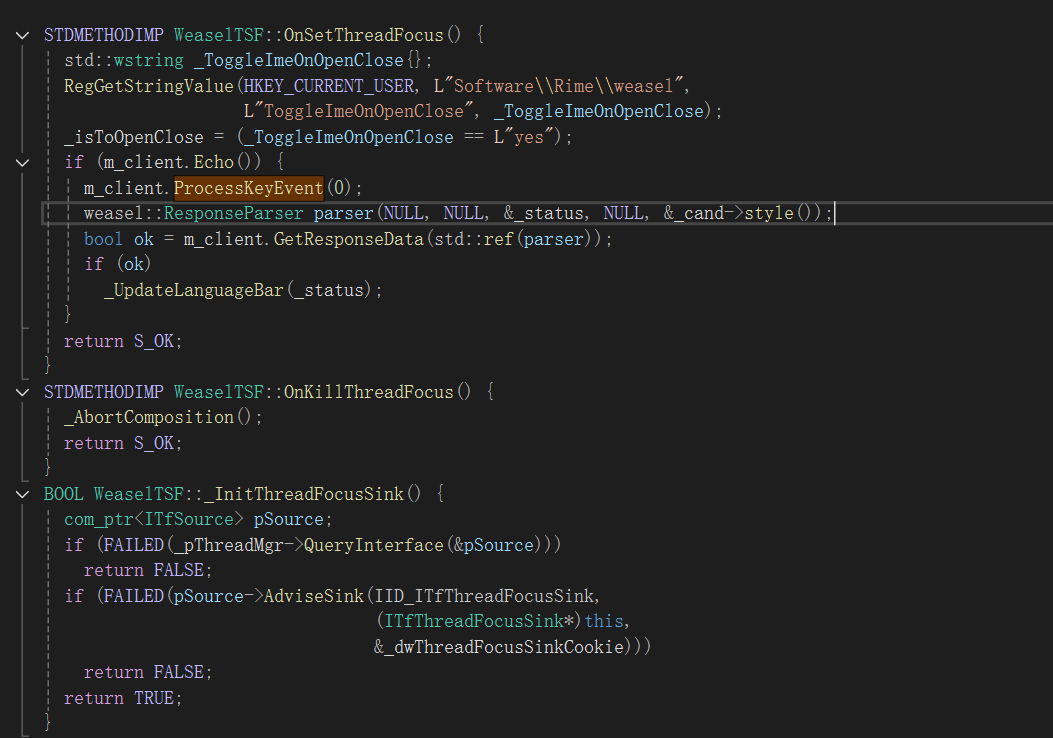 STDMETHODIMP WeaselTSF::OnSetThreadFocus() {
  std::wstring _ToggleImeOnOpenClose{};
  RegGetStringValue(HKEY_CURRENT_USER, L"Software\\Rime\\weasel",
                    L"ToggleImeOnOpenClose", _ToggleImeOnOpenClose);
  _isToOpenClose = (_ToggleImeOnOpenClose == L"yes");
  if (m_client.Echo()) {
    m_client.ProcessKeyEvent(0);
    weasel::ResponseParser parser(NULL, NULL, &_status, NULL, &_cand->style());
    bool ok = m_client.GetResponseData(std::ref(parser));
    if (ok)
      _UpdateLanguageBar(_status);
  }
  return S_OK;
}
STDMETHODIMP WeaselTSF::OnKillThreadFocus() {
  _AbortComposition();
  return S_OK;
}
BOOL WeaselTSF::_InitThreadFocusSink() {
  com_ptr<ITfSource> pSource;
  if (FAILED(_pThreadMgr->QueryInterface(&pSource)))
    return FALSE;
  if (FAILED(pSource->AdviseSink(IID_ITfThreadFocusSink,
                                 (ITfThreadFocusSink*)this,
                                 &_dwThreadFocusSinkCookie)))
    return FALSE;
  return TRUE;
}